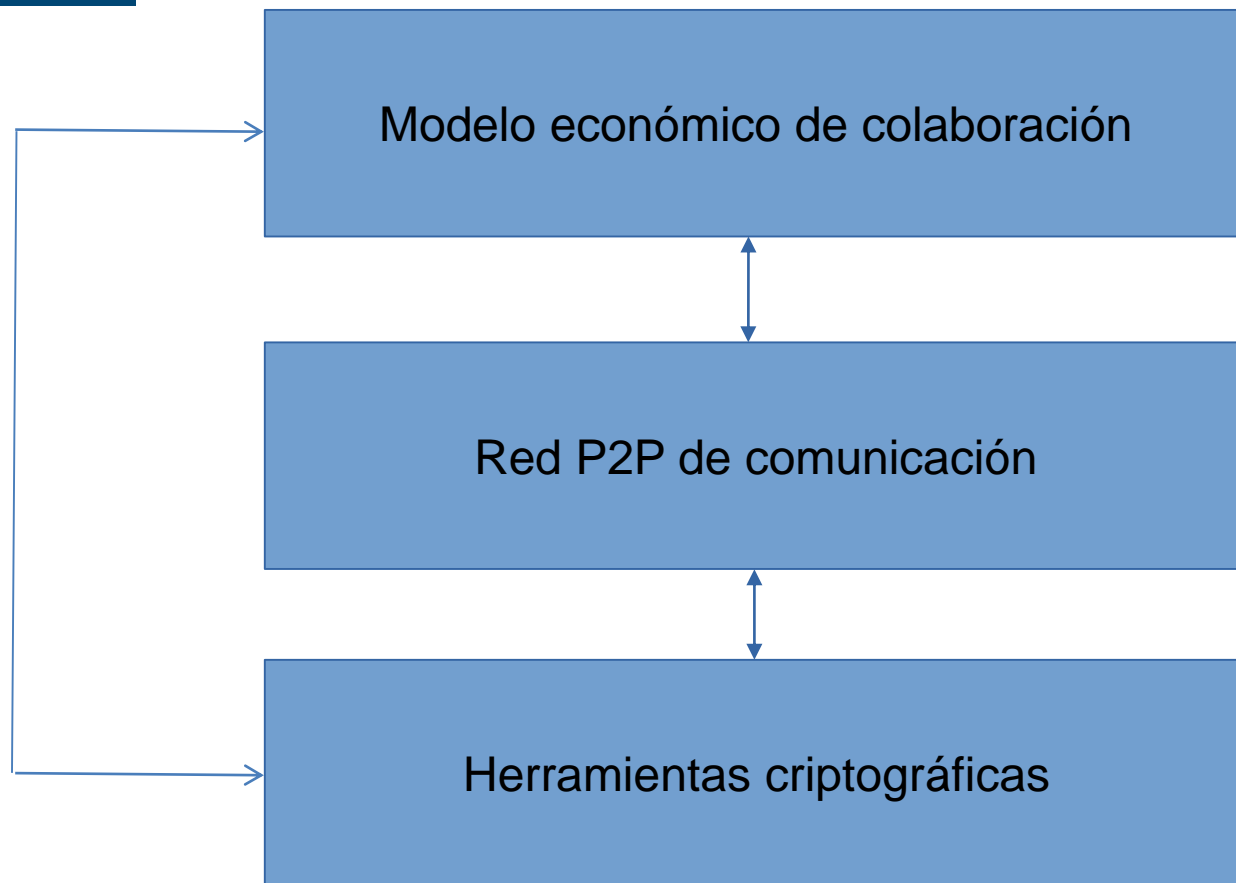 Modelo económico de colaboración
Red P2P de comunicación
Herramientas criptográficas